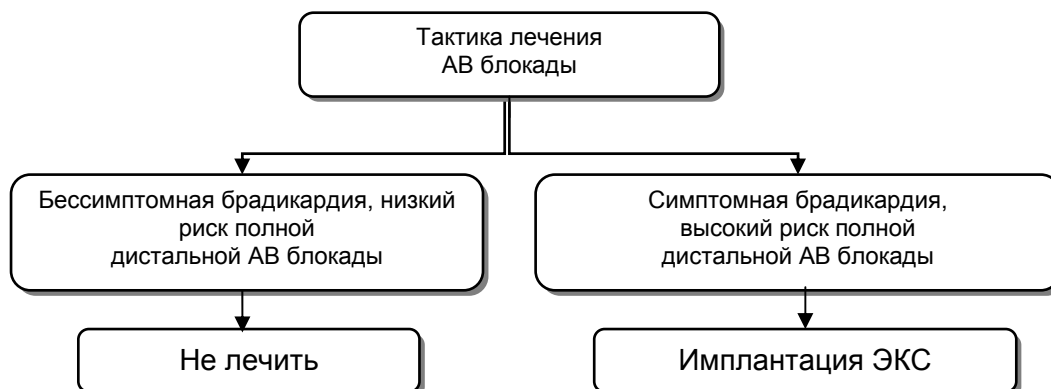 Тактика лечения
АВ блокады
Бессимптомная брадикардия, низкий
риск полной
дистальной АВ блокады
Симптомная брадикардия,
высокий риск полной
дистальной АВ блокады
Не лечить
Имплантация ЭКС